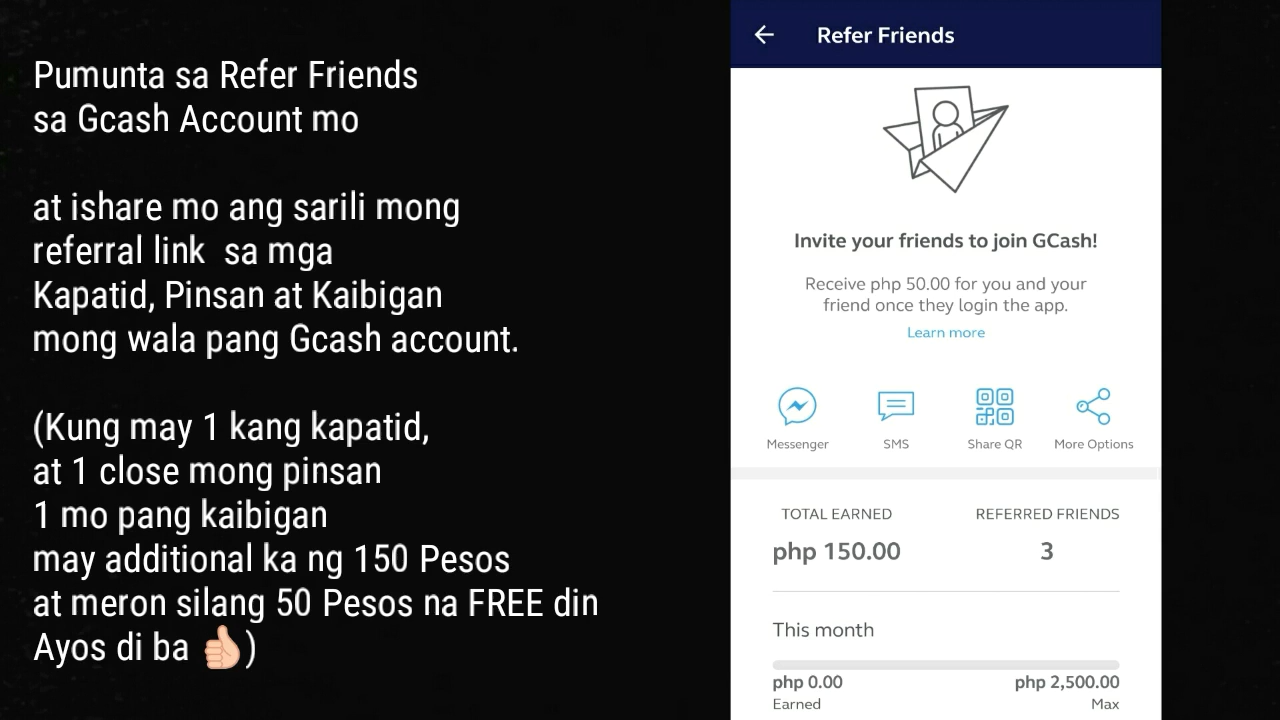 Pumunta sa Refer Friends
sa Gcash Account mo
at ishare mo ang sarili mong
referral link sa mga
Kapatid, Pinsan at Kaibigan
mong wala pang Gcash account.
(Kung may 1 kang kapatid,
at 1 close mong pinsan
1 mo pang kaibigan
may additional ka ng 150 Pesos
at meron silang 50 Pesos na FREE din
Ayos di ba 👍🏻)
Refer Friends
Invite your friends to join GCash!
Receive php 50.00 for you and your
friend once they login the app.
Learn more
Messenger SMS Share QR More Options
TOTAL EARNED REFERRED FRIENDS
php 150.00 3
This month
php 0.00 php 2,500.00
Earned Max